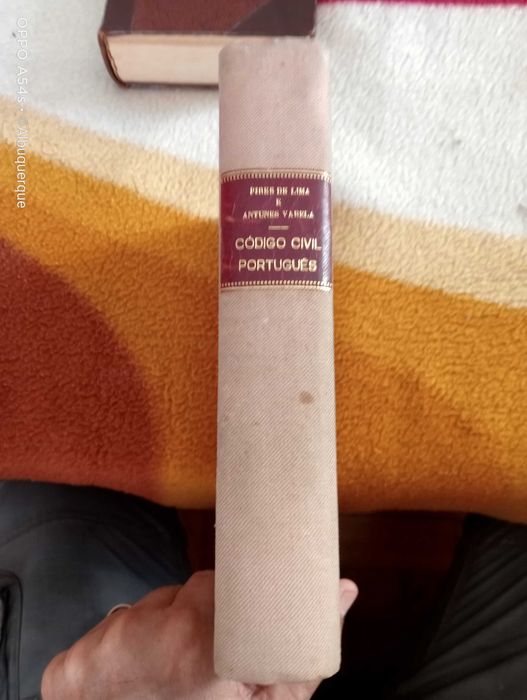 PIRES DE LIMA
E
ANTUNES VARELA
CÓDIGO CIVIL
PORTUGUÊS
OPPO A54s · Albuquerque